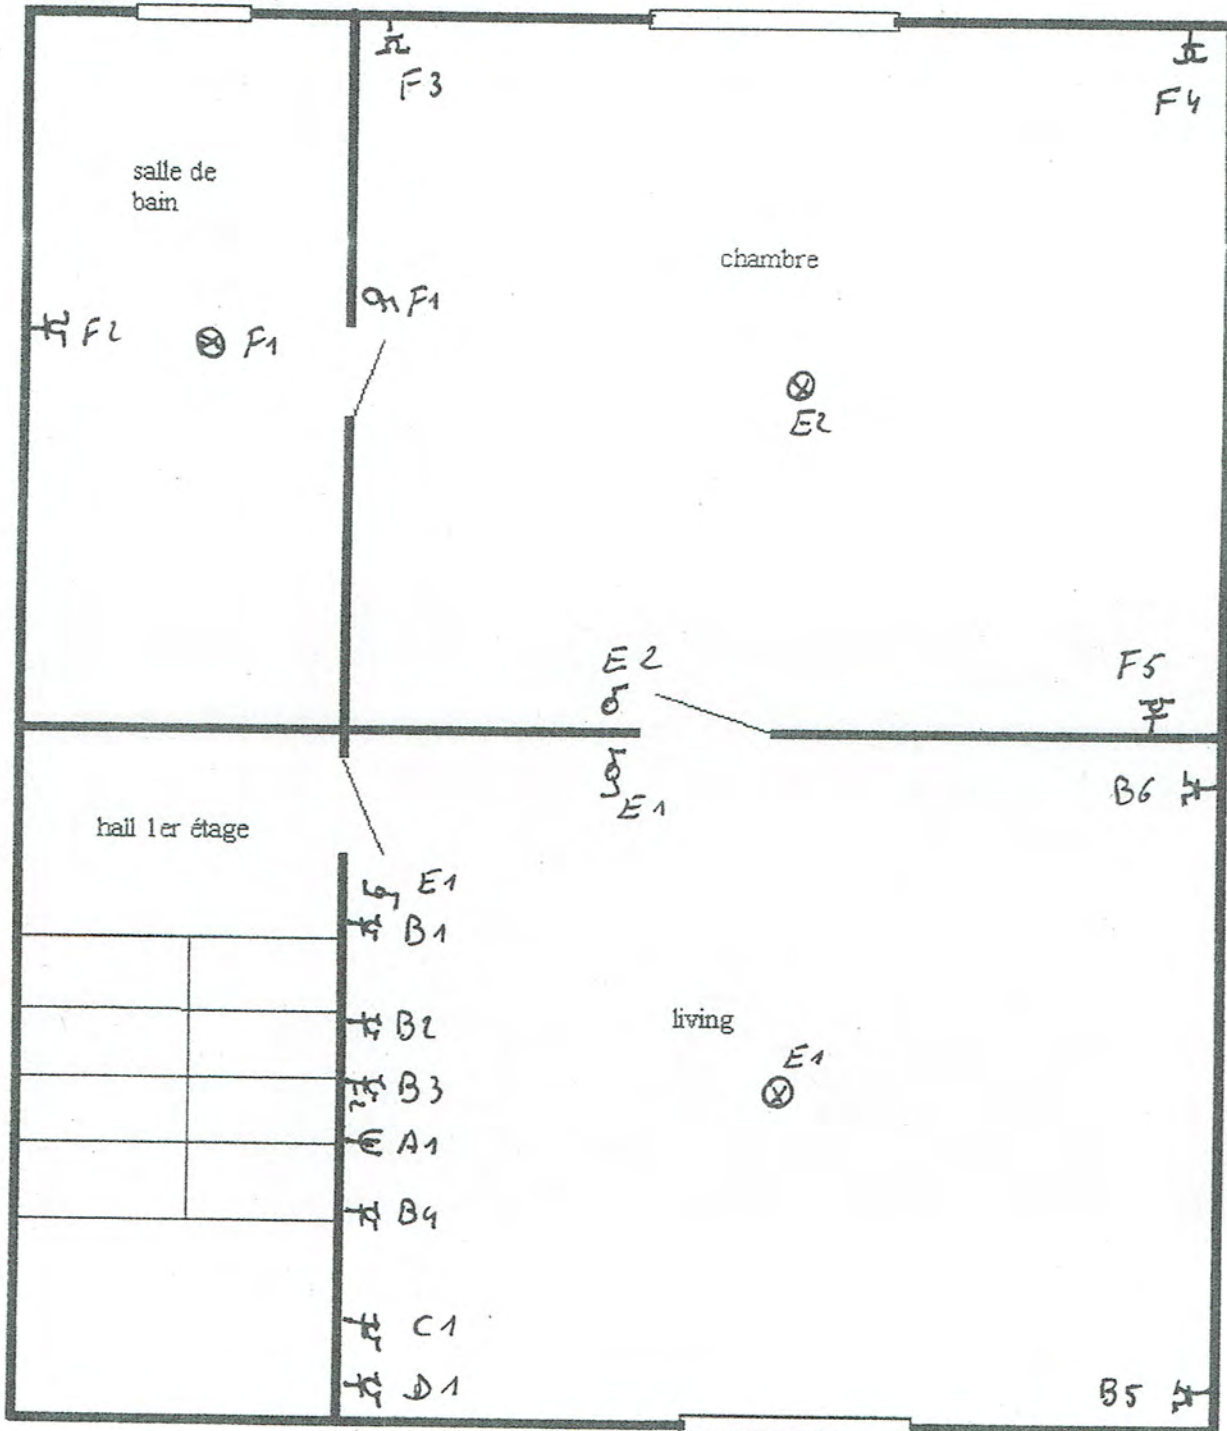 F3
F4
salle de
bain
chambre
F1
F2
F1
E2
E2
F5
E1
B6
hall 1er étage
E1
B1
B2
living
E1
B3
A1
B4
C1
D1
B5